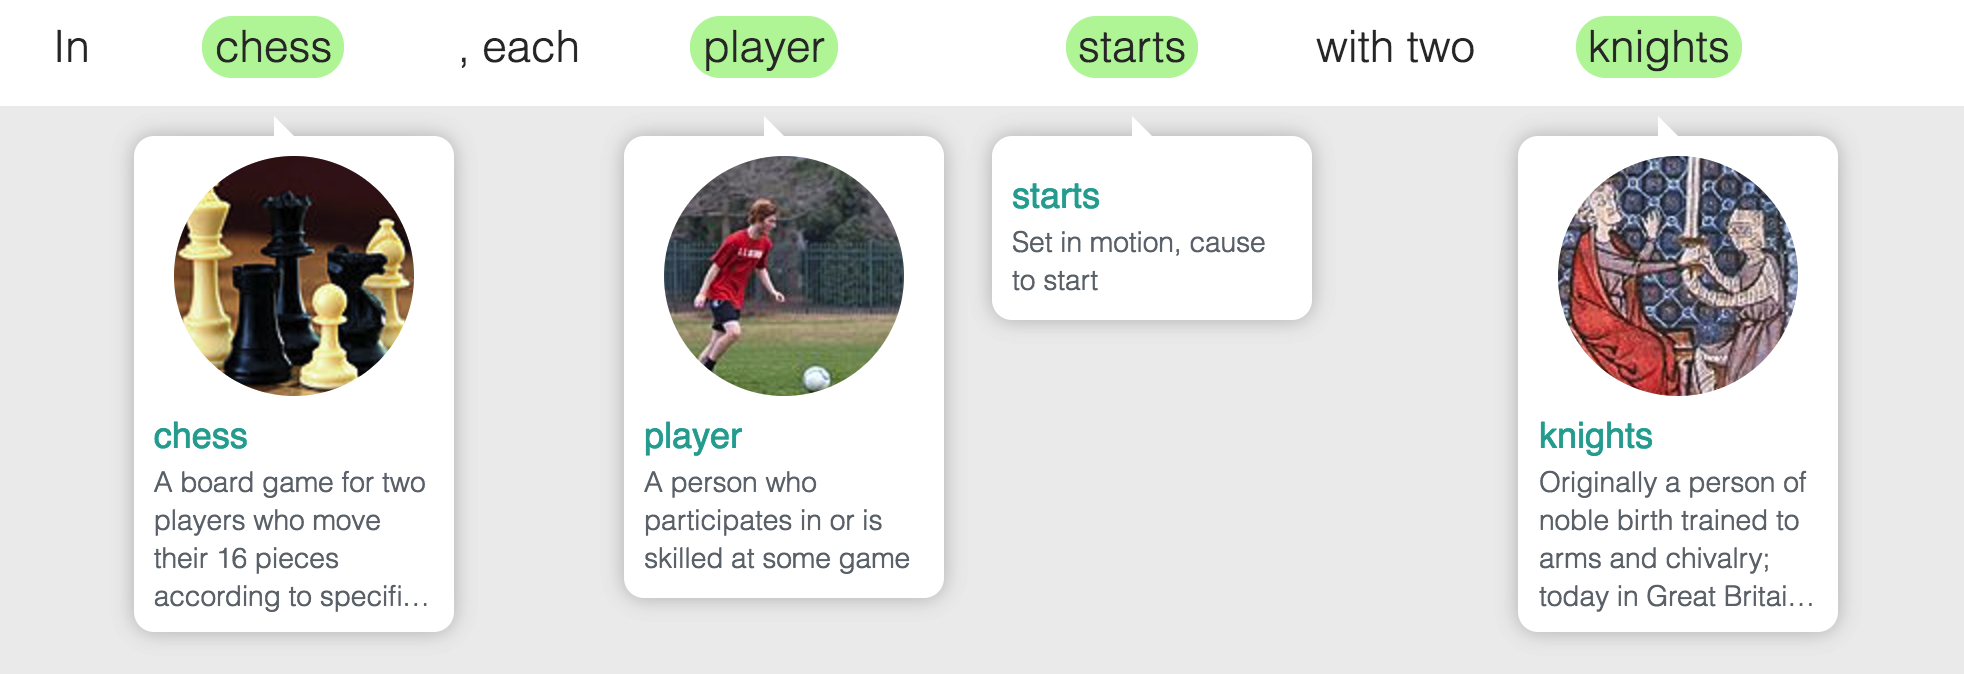 In chess , each player starts with two knights
chess
A board game for two
players who move
their 16 pieces
according to specifi...
player
A person who
participates in or is
skilled at some game
starts
Set in motion, cause
to start
knights
Originally a person of
noble birth trained to
arms and chivalry;
today in Great Britai...